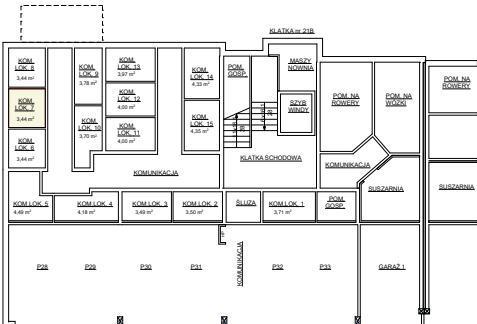 KLATKA nr 21B
KOM.
LOK. 8
3,44 m²
KOM.
LOK. 9
3,78 m²
KOM.
LOK. 13
3,97 m²
KOM.
LOK. 14
4,33 m²
POM.
GOSP.
MASZY
NOWNIA
POM. NA
ROWERY
POM. NA
WÓZKI
POM. NA
ROWERY
KOM.
LOK. 7
3,44 m²
KOM.
LOK. 12
4,00 m²
SZYB
WINDY
KOM.
LOK. 6
3,44 m²
KOM.
LOK. 10
3,70 m²
KOM.
LOK. 11
4,00 m²
KOM.
LOK. 15
4,35 m²
KLATKA SCHODOWA
KOMUNIKACJA
KOMUNIKACJA
SUSZARNIA
SUSZARNIA
KOM.LOK. 5
4,49 m²
KOM.LOK. 4
4,18 m²
KOM.LOK. 3
3,49 m²
KOM.LOK. 2
3,50 m²
ŚLUZA
KOM.LOK. 1
3,71 m²
POM.
GOSP.
P28
P29
P30
P31
KOMUNIKACJA
P32
P33
GARAŻ 1